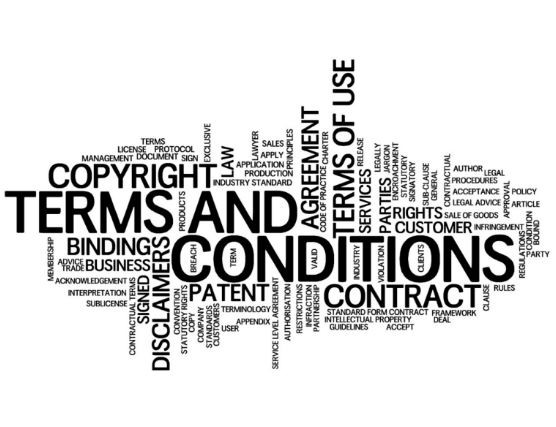 TERMS OF USE
TERMS
LICENSE
PROTOCOL
EXCLUSIVE
LAW
LAWYER
SALES
PRINCIPLES
CHARTER
RELEASE
LEGALLY
JARGON
ENCROACHMENT
MANAGEMENT
DOCUMENT
SIGN
APPLY
AGREEMENT
CODE OF PRACTICE
STATUTORY
SIGNATORY
SUB-CLAUSE
GENERAL
CONTRACTUAL
AUTHOR
LEGAL
COPYRIGHT
APPLICATION
PRODUCTION
INDUSTRY STANDARD
SERVICES
PARTIES
PROCEDURES
ACCEPTANCE
POLICY
TERMS AND
PRODUCTS
LEGAL ADVICE
ARTICLE
APPROVAL
RIGHTS
SALE OF GOODS
CUSTOMER
INFRINGEMENT
CONDITION
BOUND
REGULATIONS
PARTY
MEMBERSHIP
BINDING
CONDITIONS
BREACH
TERM
VALID
INDUSTRY
VIOLATION
CLIENTS
ADVICE
TRADE
BUSINESS
DISCLAIMERS
ACKNOWLEDGEMENT
INTERPRETATION
SUBLICENSE
CONTRACTUAL TERMS
SIGNED
CONVENTION
STATUTORY RIGHTS
COPY
COMPANY
STANDARDS
CUSTOMERS
PATENT
TERMINOLOGY
APPENDIX
USER
SERVICE LEVEL AGREEMENT
AUTHORISATION
RESTRICTIONS
INFRACTION
PARTNERSHIP
CONTRACT
CLAUSE
RULES
STANDARD FORM CONTRACT
FRAMEWORK
INTELLECTUAL PROPERTY
DEAL
GUIDELINES
ACCEPT